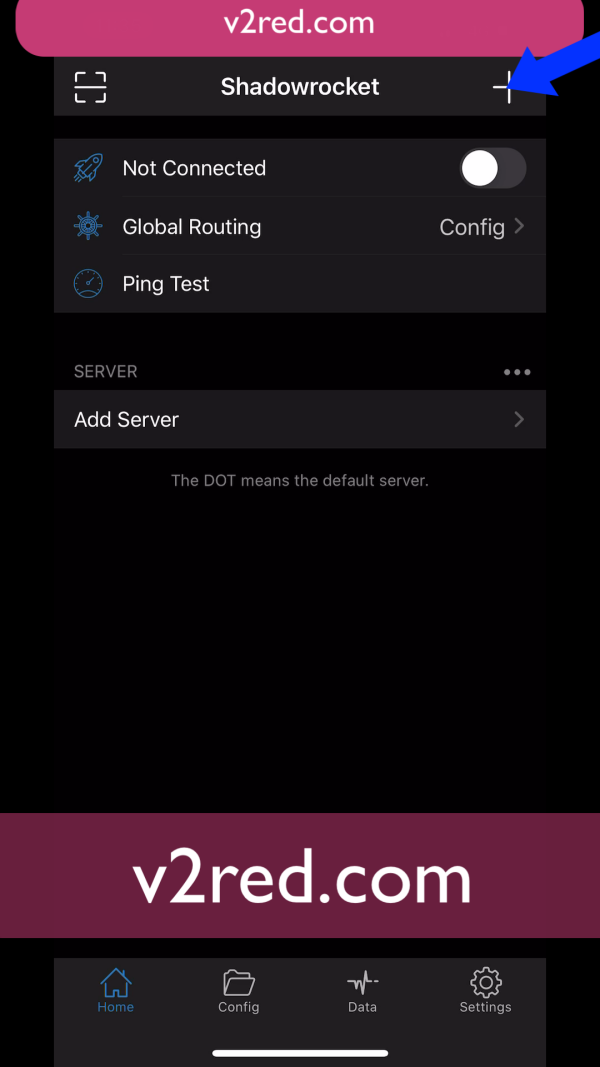 v2red.com
Shadowrocket
Not Connected
Global Routing Config
Ping Test
SERVER
Add Server
The DOT means the default server.
v2red.com
Home Config Data Settings